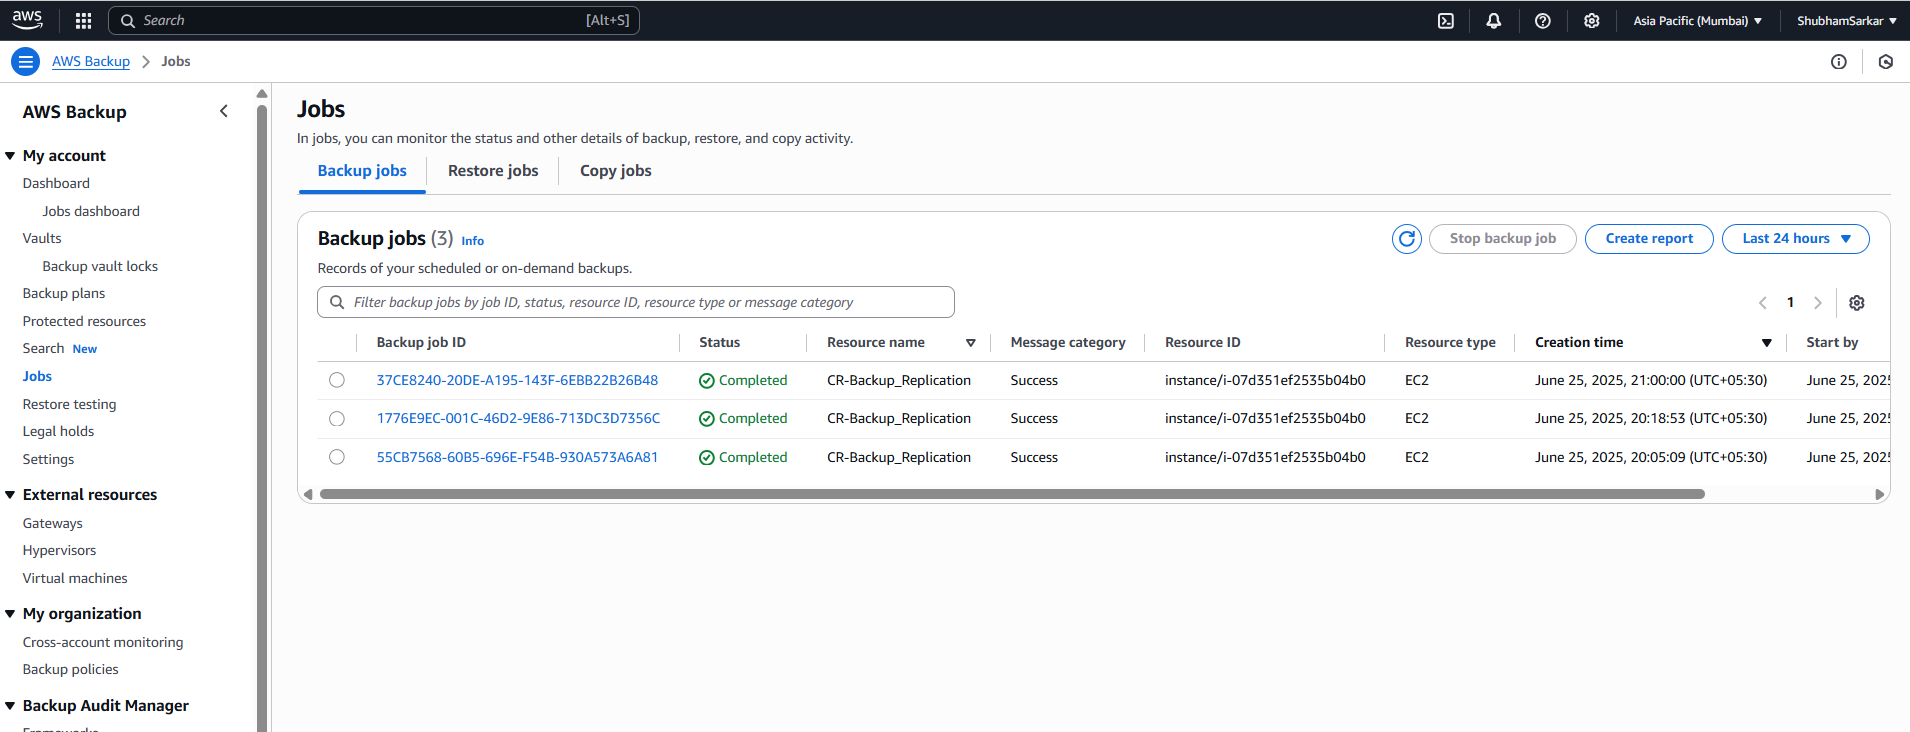 aws
Search [Alt+S] Asia Pacific (Mumbai) ShubhamSarkar
AWS Backup Jobs
AWS Backup
My account
Dashboard
Jobs dashboard
Vaults
Backup vault locks
Backup plans
Protected resources
Search New
Jobs
Restore testing
Legal holds
Settings
External resources
Gateways
Hypervisors
Virtual machines
My organization
Cross-account monitoring
Backup policies
Backup Audit Manager
Jobs
In jobs, you can monitor the status and other details of backup, restore, and copy activity.
Backup jobs Restore jobs Copy jobs
Backup jobs (3) Info Stop backup job Create report Last 24 hours
Records of your scheduled or on-demand backups.
Filter backup jobs by job ID, status, resource ID, resource type or message category 1
Backup job ID Status Resource name Message category Resource ID Resource type Creation time Start by
37CE8240-20DE-A195-143F-6EBB22B26B48 Completed CR-Backup_Replication Success instance/i-07d351ef2535b04b0 EC2 June 25, 2025, 21:00:00 (UTC+05:30) June 25, 2025
1776E9EC-001C-46D2-9E86-713DC3D7356C Completed CR-Backup_Replication Success instance/i-07d351ef2535b04b0 EC2 June 25, 2025, 20:18:53 (UTC+05:30) June 25, 2025
55CB7568-60B5-696E-F54B-930A573A6A81 Completed CR-Backup_Replication Success instance/i-07d351ef2535b04b0 EC2 June 25, 2025, 20:05:09 (UTC+05:30) June 25, 2025